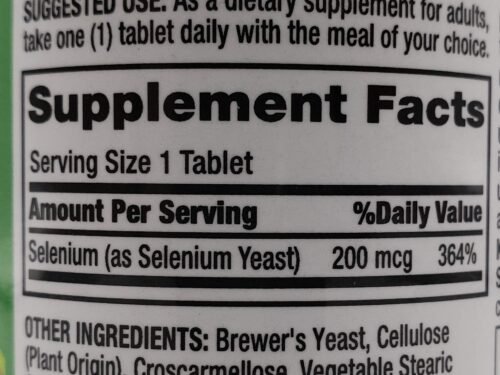 SUGGESTED USE: As a dietary supplement for adults,
take one (1) tablet daily with the meal of your choice.
Supplement Facts
Serving Size 1 Tablet
Amount Per Serving %Daily Value
Selenium (as Selenium Yeast) 200 mcg 364%
OTHER INGREDIENTS: Brewer's Yeast, Cellulose
(Plant Origin), Croscarmellose, Vegetable Stearic